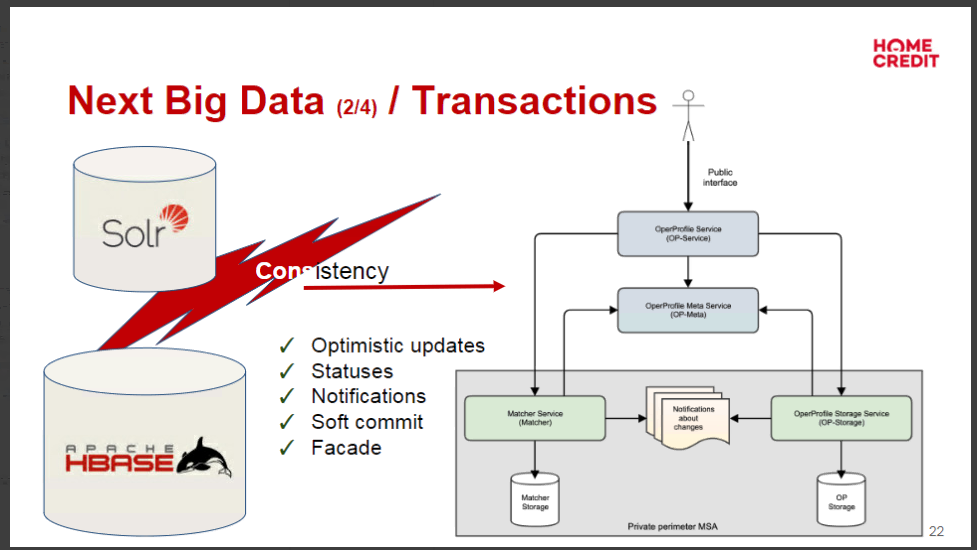 HOME
CREDIT
Next Big Data (2/4) / Transactions
Solr
Consistency
✓ Optimistic updates
✓ Statuses
✓ Notifications
✓ Soft commit
✓ Facade
APACHE
HBASE
Public
interface
OperProfile Service
(OP-Service)
OperProfile Meta Service
(OP-Meta)
Matcher Service
(Matcher)
Notifications
about
changes
OperProfile Storage Service
(OP-Storage)
Matcher
Storage
OP
Storage
Private perimeter MSA
22